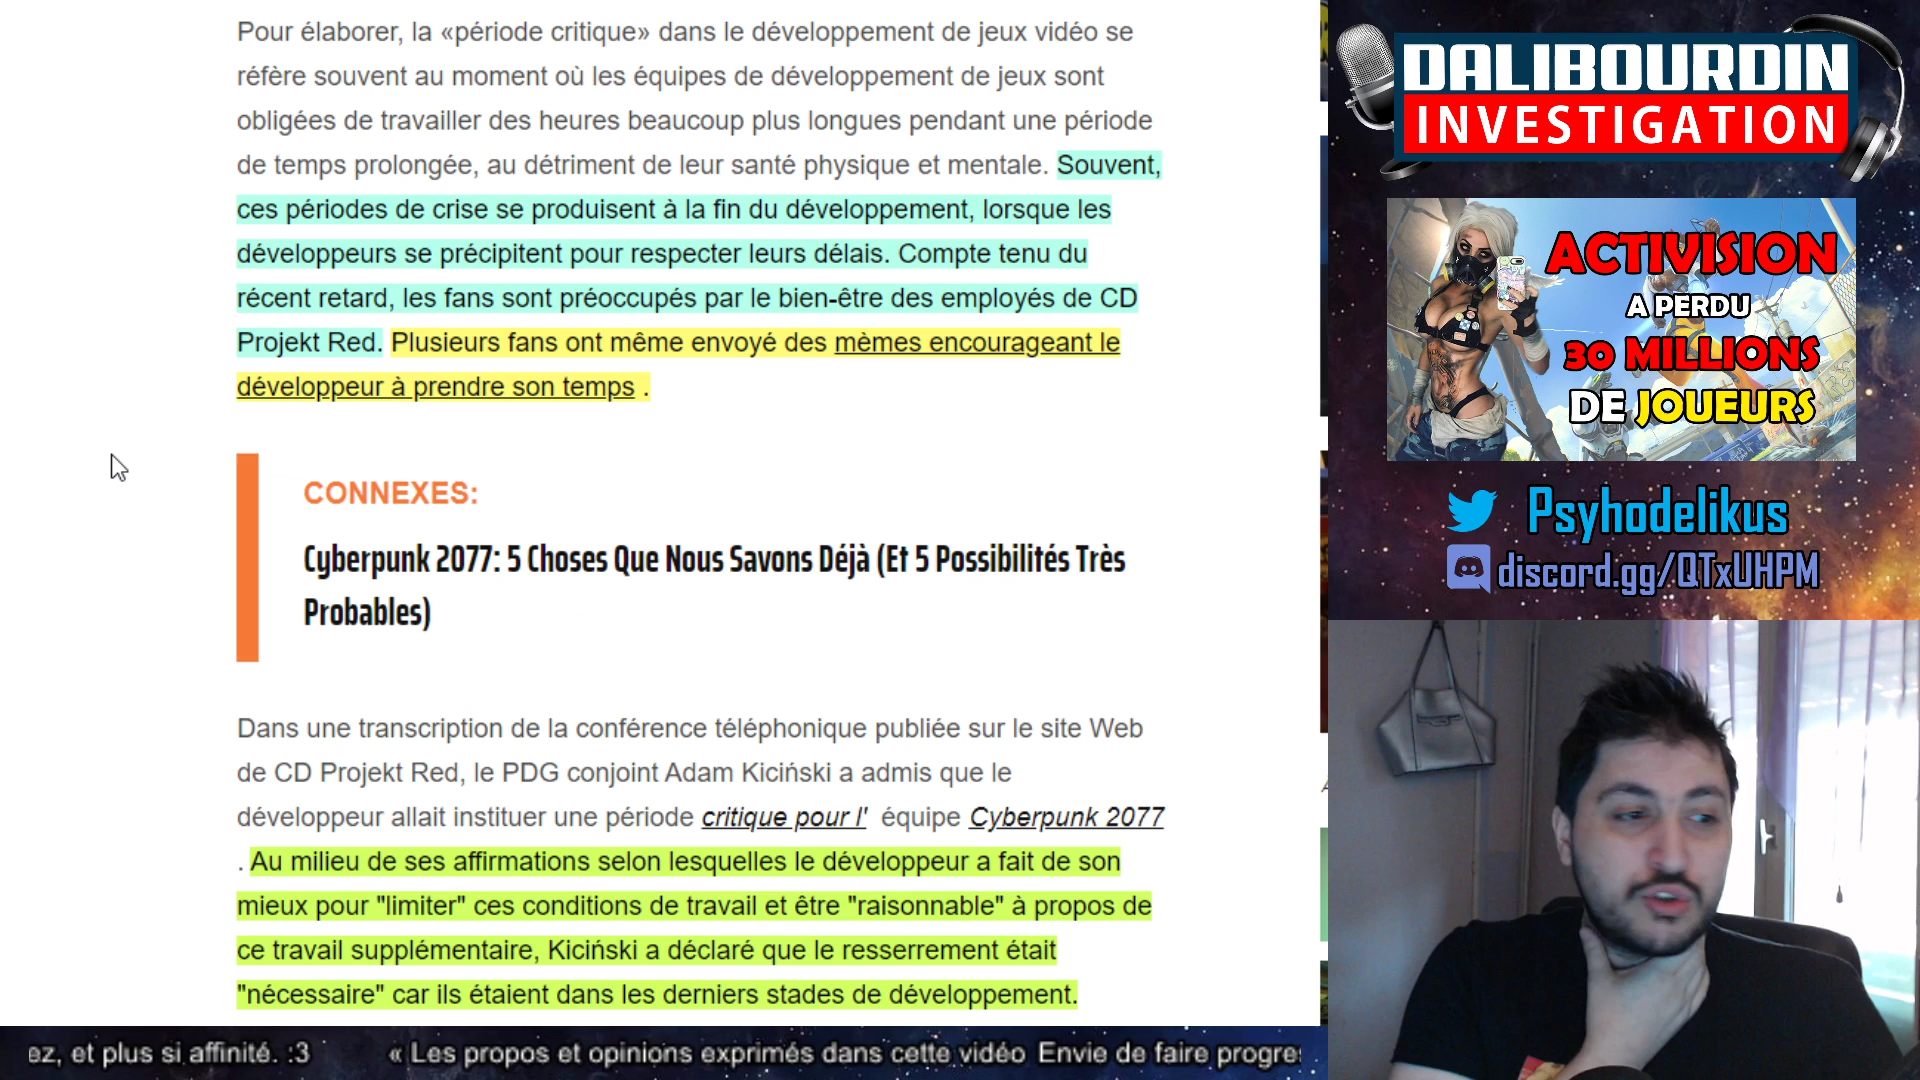 Pour élaborer, la «période critique» dans le développement de jeux vidéo se
réfère souvent au moment où les équipes de développement de jeux sont
obligées de travailler des heures beaucoup plus longues pendant une période
de temps prolongée, au détriment de leur santé physique et mentale. Souvent,
ces périodes de crise se produisent à la fin du développement, lorsque les
développeurs se précipitent pour respecter leurs délais. Compte tenu du
récent retard, les fans sont préoccupés par le bien-être des employés de CD
Projekt Red. Plusieurs fans ont même envoyé des mèmes encourageant le
développeur à prendre son temps .
CONNEXES:
Cyberpunk 2077: 5 Choses Que Nous Savons Déjà (Et 5 Possibilités Très
Probables)
Dans une transcription de la conférence téléphonique publiée sur le site Web
de CD Projekt Red, le PDG conjoint Adam Kiciński a admis que le
développeur allait instituer une période critique pour l' équipe Cyberpunk 2077
. Au milieu de ses affirmations selon lesquelles le développeur a fait de son
mieux pour "limiter" ces conditions de travail et être "raisonnable" à propos de
ce travail supplémentaire, Kiciński a déclaré que le resserrement était
"nécessaire" car ils étaient dans les derniers stades de développement.
ez, et plus si affinité. :3 « Les propos et opinions exprimés dans cette vidéo Envie de faire progre
DALIBOURDIN
INVESTIGATION
ACTIVISION
A PERDU
30 MILLIONS
DE JOUEURS
Psyhodelikus
discord.gg/QTxUHPM